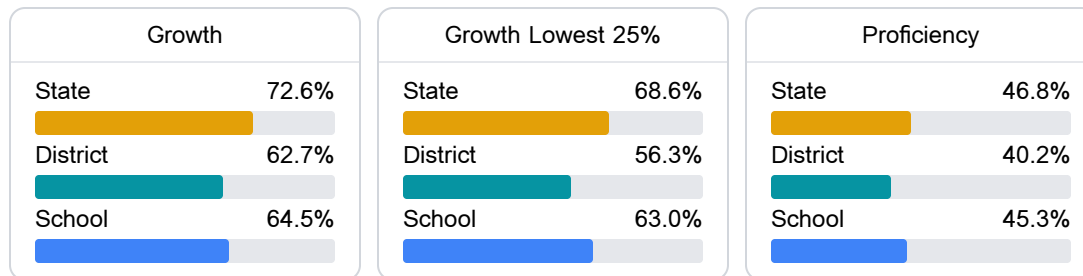 Growth
State 72.6%
District 62.7%
School 64.5%
Growth Lowest 25%
State 68.6%
District 56.3%
School 63.0%
Proficiency
State 46.8%
District 40.2%
School 45.3%